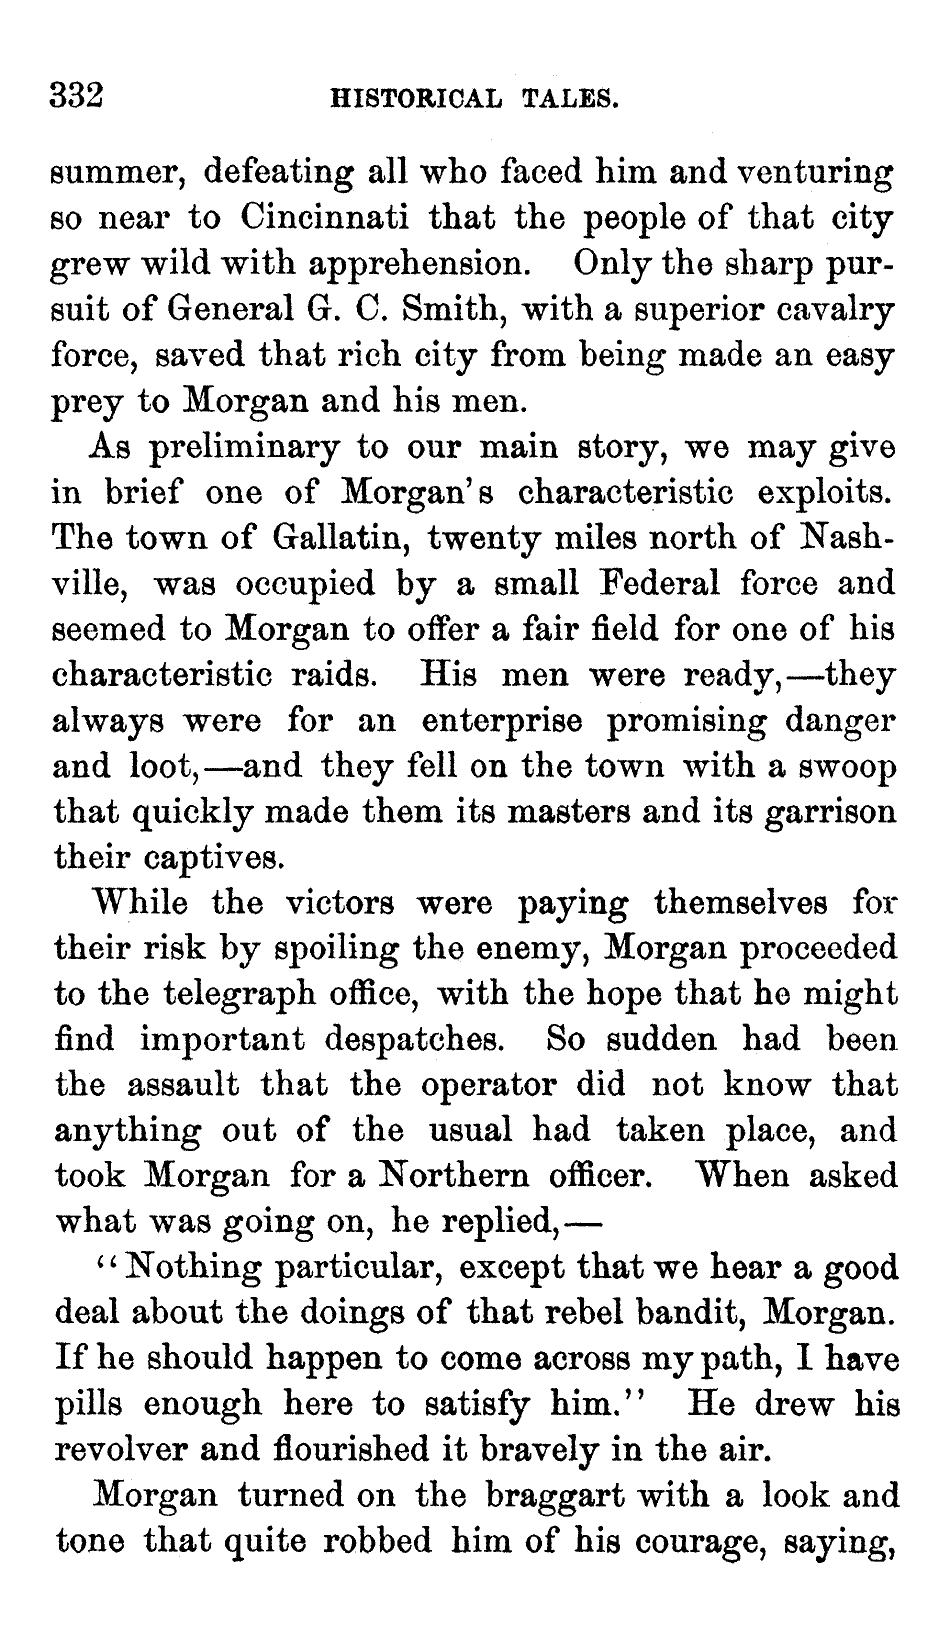 332 HISTORICAL TALES.
summer, defeating all who faced him and venturing
so near to Cincinnati that the people of that city
grew wild with apprehension. Only the sharp pur-
suit of General G. C. Smith, with a superior cavalry
force, saved that rich city from being made an easy
prey to Morgan and his men.
As preliminary to our main story, we may give
in brief one of Morgan's characteristic exploits.
The town of Gallatin, twenty miles north of Nash-
ville, was occupied by a small Federal force and
seemed to Morgan to offer a fair field for one of his
characteristic raids. His men were ready,—they
always were for an enterprise promising danger
and loot,—and they fell on the town with a swoop
that quickly made them its masters and its garrison
their captives.
While the victors were paying themselves for
their risk by spoiling the enemy, Morgan proceeded
to the telegraph office, with the hope that he might
find important despatches. So sudden had been
the assault that the operator did not know that
anything out of the usual had taken place, and
took Morgan for a Northern officer. When asked
what was going on, he replied,—
"Nothing particular, except that we hear a good
deal about the doings of that rebel bandit, Morgan.
If he should happen to come across my path, I have
pills enough here to satisfy him." He drew his
revolver and flourished it bravely in the air.
Morgan turned on the braggart with a look and
tone that quite robbed him of his courage, saying,